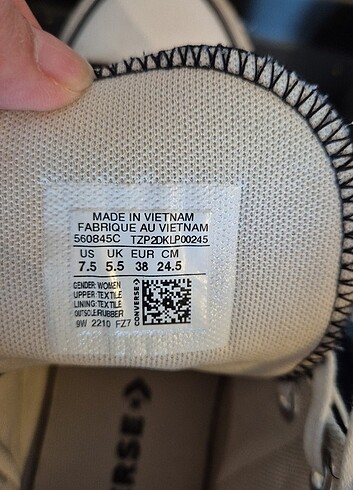 MADE IN VIETNAM
FABRIQUE AU VIETNAM
560845C TZP2DKLP00245
US UK EUR CM
7.5 5.5 38 24.5
GENDER:WOMEN
UPPER:TEXTILE
LINING:TEXTILE
OUTSOLE:RUBBER
9W 2210 FZ7
CONVERSE
VERSE